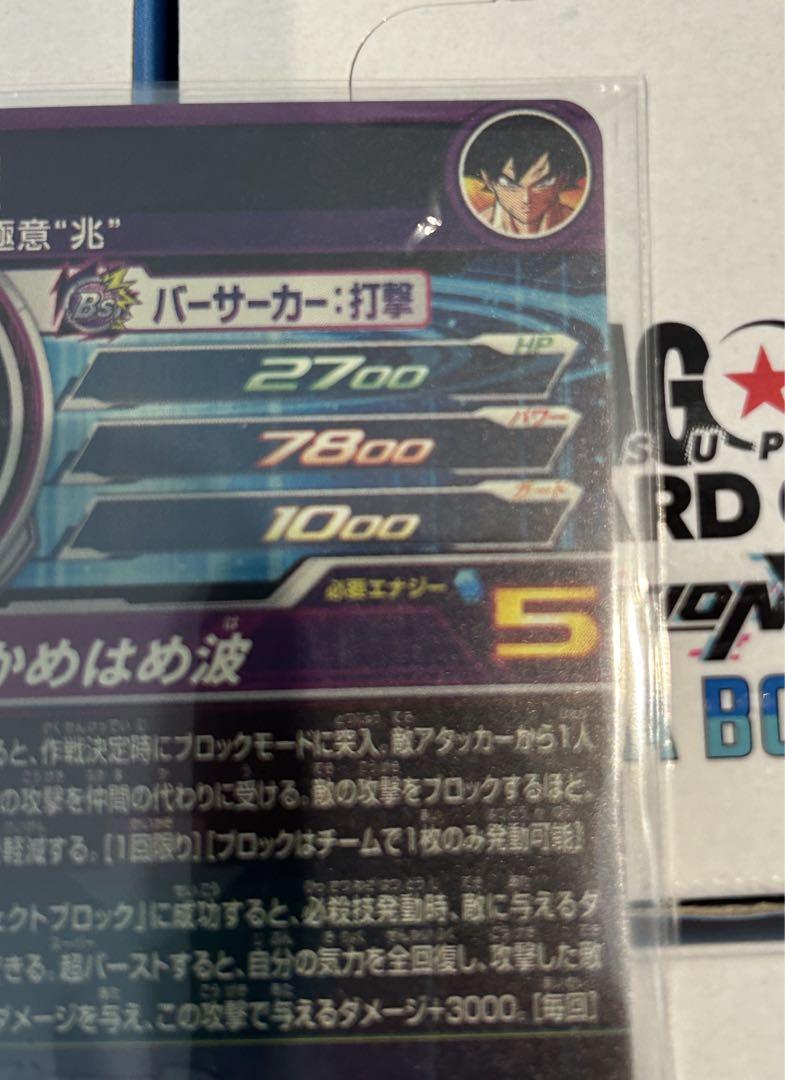 極意“兆”
Bs バーサーカー:打撃
HP
2700
パワー
7800
ガード
1000
必要エナジー 5
は
かめはめ波
ると、作戦決定時にブロックモードに突入。敵アタッカーから1人
の攻撃を仲間の代わりに受ける。敵の攻撃をブロックするほど、
軽減する。[1回限り][ブロックはチームで1枚のみ発動可能]
ェクトブロック」に成功すると、必殺技発動時、敵に与えるダ
できる。超バーストすると、自分の気力を全回復し、攻撃した敵
ダメージを与え、この攻撃で与えるダメージ+3000。[毎回]
AG
SUP
RD
ION
BO